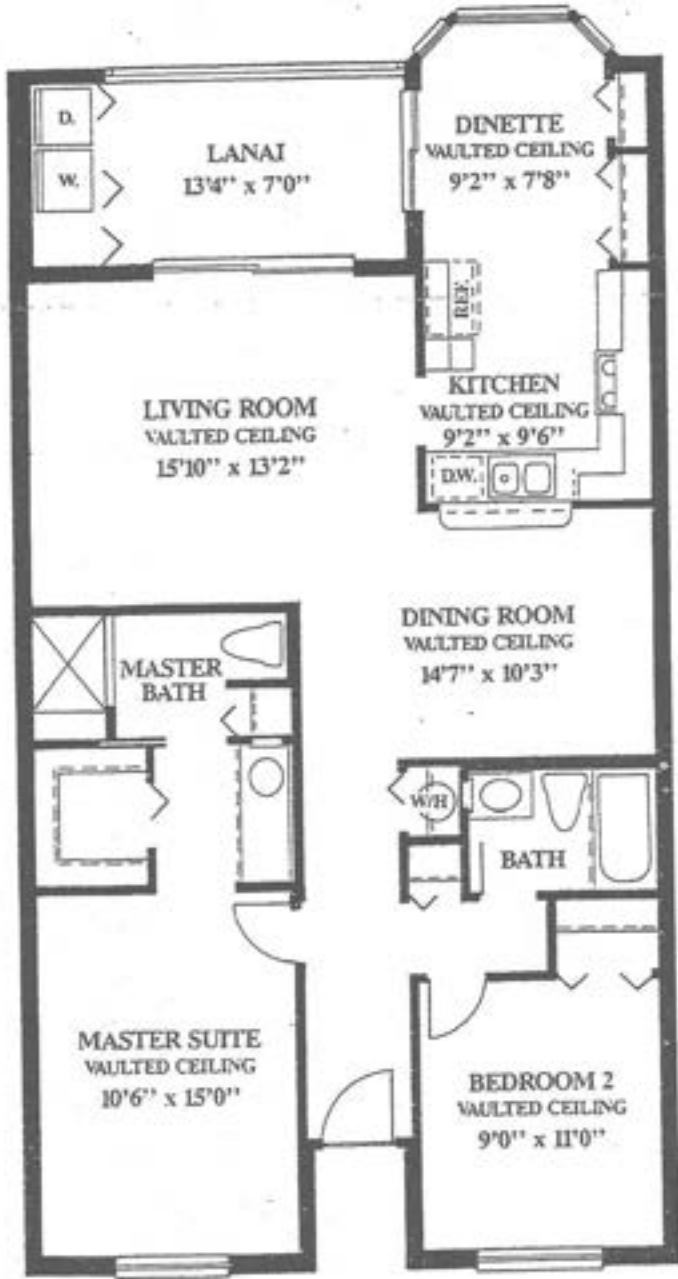 D.
W.
LANAI
13'4'' x 7'0''
DINETTE
VAULTED CEILING
9'2'' x 7'8''
REF.
LIVING ROOM
VAULTED CEILING
15'10'' x 13'2''
KITCHEN
VAULTED CEILING
9'2'' x 9'6''
D.W.
DINING ROOM
VAULTED CEILING
14'7'' x 10'3''
MASTER
BATH
W/H
BATH
MASTER SUITE
VAULTED CEILING
10'6'' x 15'0''
BEDROOM 2
VAULTED CEILING
9'0'' x 11'0''